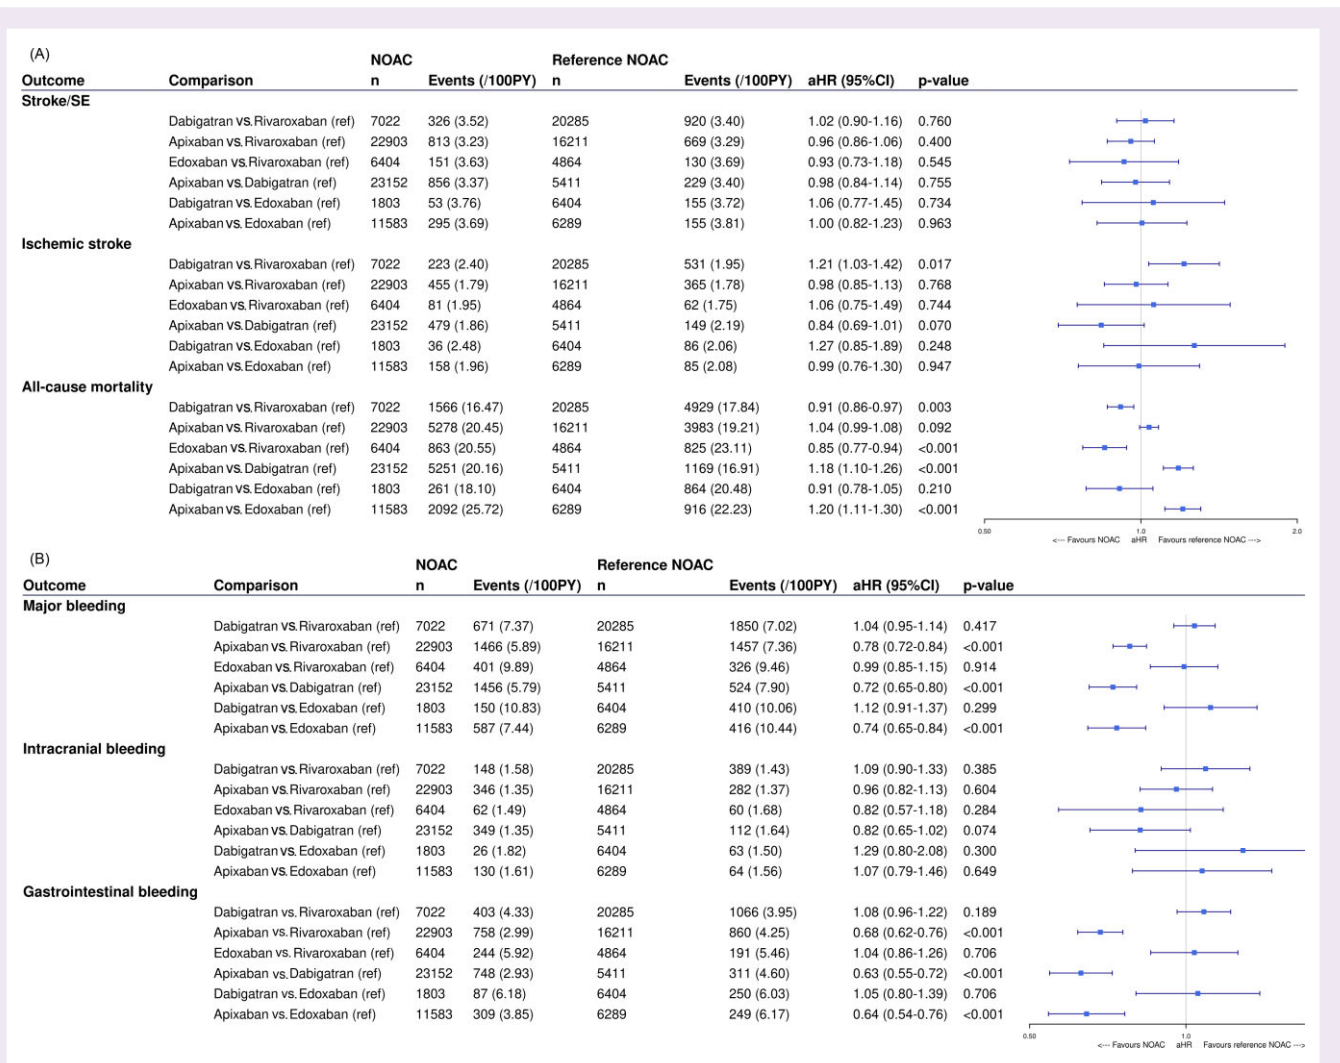 (A)
NOAC Reference NOAC
Outcome Comparison n Events (/100PY) n Events (/100PY) aHR (95%CI) p-value
Stroke/SE
Dabigatran vs. Rivaroxaban (ref) 7022 326 (3.52) 20285 920 (3.40) 1.02 (0.90-1.16) 0.760
Apixaban vs. Rivaroxaban (ref) 22903 813 (3.23) 16211 669 (3.29) 0.96 (0.86-1.06) 0.400
Edoxaban vs. Rivaroxaban (ref) 6404 151 (3.63) 4864 130 (3.69) 0.93 (0.73-1.18) 0.545
Apixaban vs. Dabigatran (ref) 23152 856 (3.37) 5411 229 (3.40) 0.98 (0.84-1.14) 0.755
Dabigatran vs. Edoxaban (ref) 1803 53 (3.76) 6404 155 (3.72) 1.06 (0.77-1.45) 0.734
Apixaban vs. Edoxaban (ref) 11583 295 (3.69) 6289 155 (3.81) 1.00 (0.82-1.23) 0.963
Ischemic stroke
Dabigatran vs. Rivaroxaban (ref) 7022 223 (2.40) 20285 531 (1.95) 1.21 (1.03-1.42) 0.017
Apixaban vs. Rivaroxaban (ref) 22903 455 (1.79) 16211 365 (1.78) 0.98 (0.85-1.13) 0.768
Edoxaban vs. Rivaroxaban (ref) 6404 81 (1.95) 4864 62 (1.75) 1.06 (0.75-1.49) 0.744
Apixaban vs. Dabigatran (ref) 23152 479 (1.86) 5411 149 (2.19) 0.84 (0.69-1.01) 0.070
Dabigatran vs. Edoxaban (ref) 1803 36 (2.48) 6404 86 (2.06) 1.27 (0.85-1.89) 0.248
Apixaban vs. Edoxaban (ref) 11583 158 (1.96) 6289 85 (2.08) 0.99 (0.76-1.30) 0.947
All-cause mortality
Dabigatran vs. Rivaroxaban (ref) 7022 1566 (16.47) 20285 4929 (17.84) 0.91 (0.86-0.97) 0.003
Apixaban vs. Rivaroxaban (ref) 22903 5278 (20.45) 16211 3983 (19.21) 1.04 (0.99-1.08) 0.092
Edoxaban vs. Rivaroxaban (ref) 6404 863 (20.55) 4864 825 (23.11) 0.85 (0.77-0.94) <0.001
Apixaban vs. Dabigatran (ref) 23152 5251 (20.16) 5411 1169 (16.91) 1.18 (1.10-1.26) <0.001
Dabigatran vs. Edoxaban (ref) 1803 261 (18.10) 6404 864 (20.48) 0.91 (0.78-1.05) 0.210
Apixaban vs. Edoxaban (ref) 11583 2092 (25.72) 6289 916 (22.23) 1.20 (1.11-1.30) <0.001
0.50 1.0 2.0
<--- Favours NOAC aHR Favours reference NOAC --->
(B)
NOAC Reference NOAC
Outcome Comparison n Events (/100PY) n Events (/100PY) aHR (95%CI) p-value
Major bleeding
Dabigatran vs. Rivaroxaban (ref) 7022 671 (7.37) 20285 1850 (7.02) 1.04 (0.95-1.14) 0.417
Apixaban vs. Rivaroxaban (ref) 22903 1466 (5.89) 16211 1457 (7.36) 0.78 (0.72-0.84) <0.001
Edoxaban vs. Rivaroxaban (ref) 6404 401 (9.89) 4864 326 (9.46) 0.99 (0.85-1.15) 0.914
Apixaban vs. Dabigatran (ref) 23152 1456 (5.79) 5411 524 (7.90) 0.72 (0.65-0.80) <0.001
Dabigatran vs. Edoxaban (ref) 1803 150 (10.83) 6404 410 (10.06) 1.12 (0.91-1.37) 0.299
Apixaban vs. Edoxaban (ref) 11583 587 (7.44) 6289 416 (10.44) 0.74 (0.65-0.84) <0.001
Intracranial bleeding
Dabigatran vs. Rivaroxaban (ref) 7022 148 (1.58) 20285 389 (1.43) 1.09 (0.90-1.33) 0.385
Apixaban vs. Rivaroxaban (ref) 22903 346 (1.35) 16211 282 (1.37) 0.96 (0.82-1.13) 0.604
Edoxaban vs. Rivaroxaban (ref) 6404 62 (1.49) 4864 60 (1.68) 0.82 (0.57-1.18) 0.284
Apixaban vs. Dabigatran (ref) 23152 349 (1.35) 5411 112 (1.64) 0.82 (0.65-1.02) 0.074
Dabigatran vs. Edoxaban (ref) 1803 26 (1.82) 6404 63 (1.50) 1.29 (0.80-2.08) 0.300
Apixaban vs. Edoxaban (ref) 11583 130 (1.61) 6289 64 (1.56) 1.07 (0.79-1.46) 0.649
Gastrointestinal bleeding
Dabigatran vs. Rivaroxaban (ref) 7022 403 (4.33) 20285 1066 (3.95) 1.08 (0.96-1.22) 0.189
Apixaban vs. Rivaroxaban (ref) 22903 758 (2.99) 16211 860 (4.25) 0.68 (0.62-0.76) <0.001
Edoxaban vs. Rivaroxaban (ref) 6404 244 (5.92) 4864 191 (5.46) 1.04 (0.86-1.26) 0.706
Apixaban vs. Dabigatran (ref) 23152 748 (2.93) 5411 311 (4.60) 0.63 (0.55-0.72) <0.001
Dabigatran vs. Edoxaban (ref) 1803 87 (6.18) 6404 250 (6.03) 1.05 (0.80-1.39) 0.706
Apixaban vs. Edoxaban (ref) 11583 309 (3.85) 6289 249 (6.17) 0.64 (0.54-0.76) <0.001
0.50 1.0
<--- Favours NOAC aHR Favours reference NOAC --->